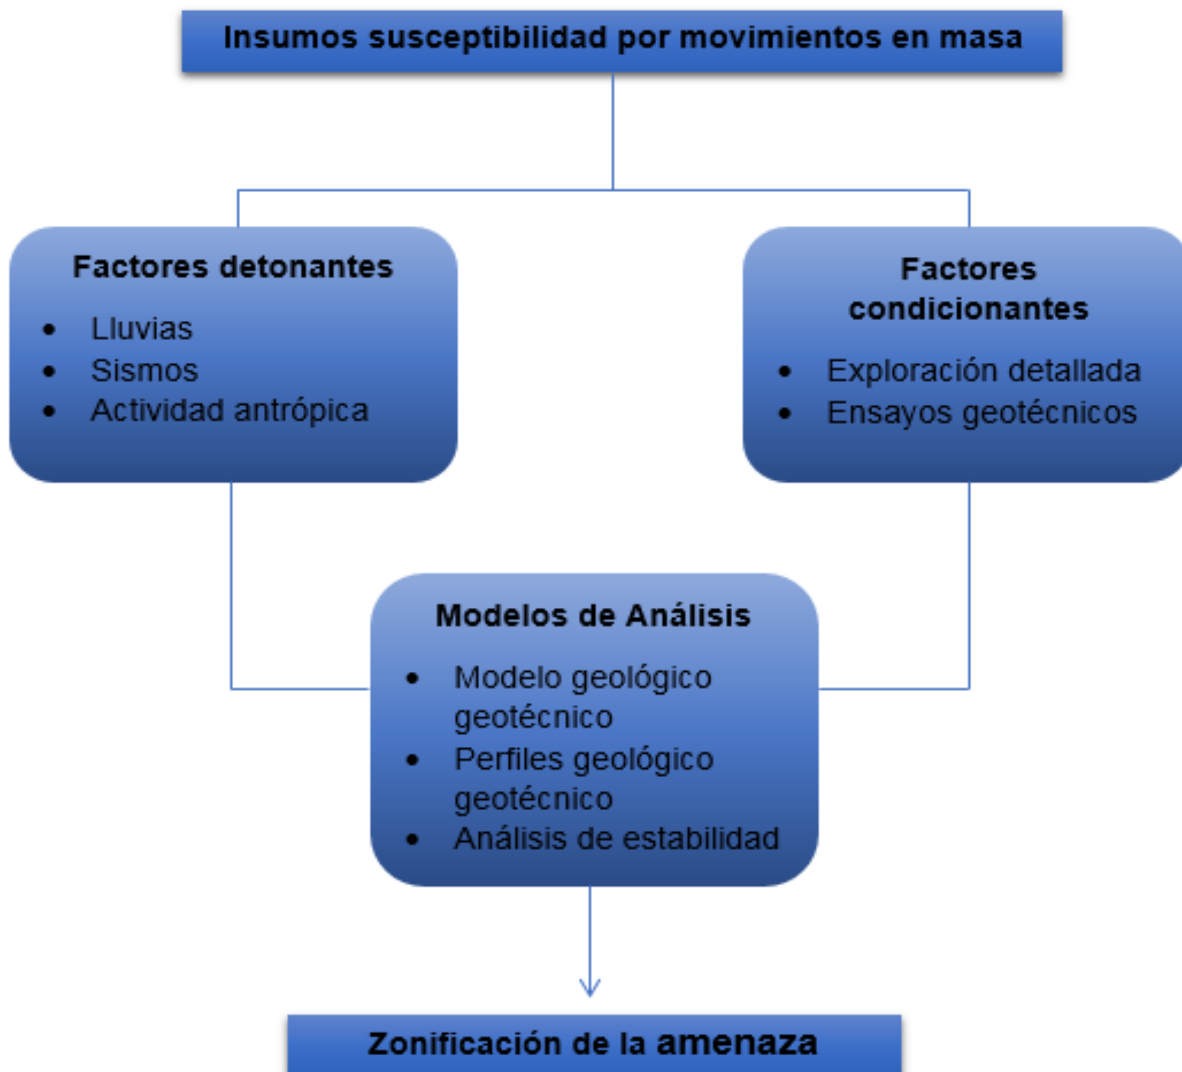 Insumos susceptibilidad por movimientos en masa
Factores detonantes
• Lluvias
• Sismos
• Actividad antrópica
Factores
condicionantes
• Exploración detallada
• Ensayos geotécnicos
Modelos de Análisis
• Modelo geológico
geotécnico
• Perfiles geológico
geotécnico
• Análisis de estabilidad
Zonificación de la amenaza